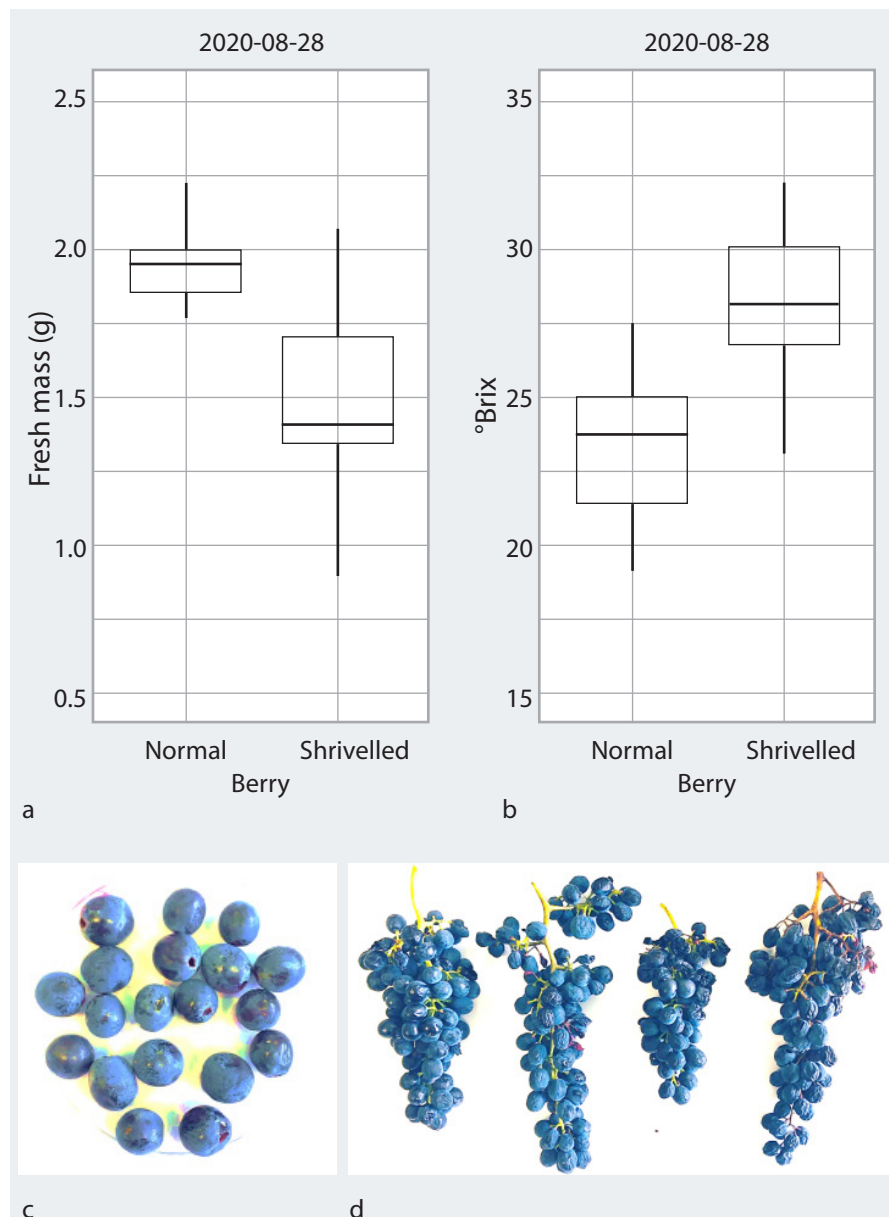 2020-08-28
2.5
2.0
1.5
1.0
0.5
Fresh mass (g)
Normal Shrivelled
Berry
a
2020-08-28
35
30
25
20
15
°Brix
Normal Shrivelled
Berry
b
c
d